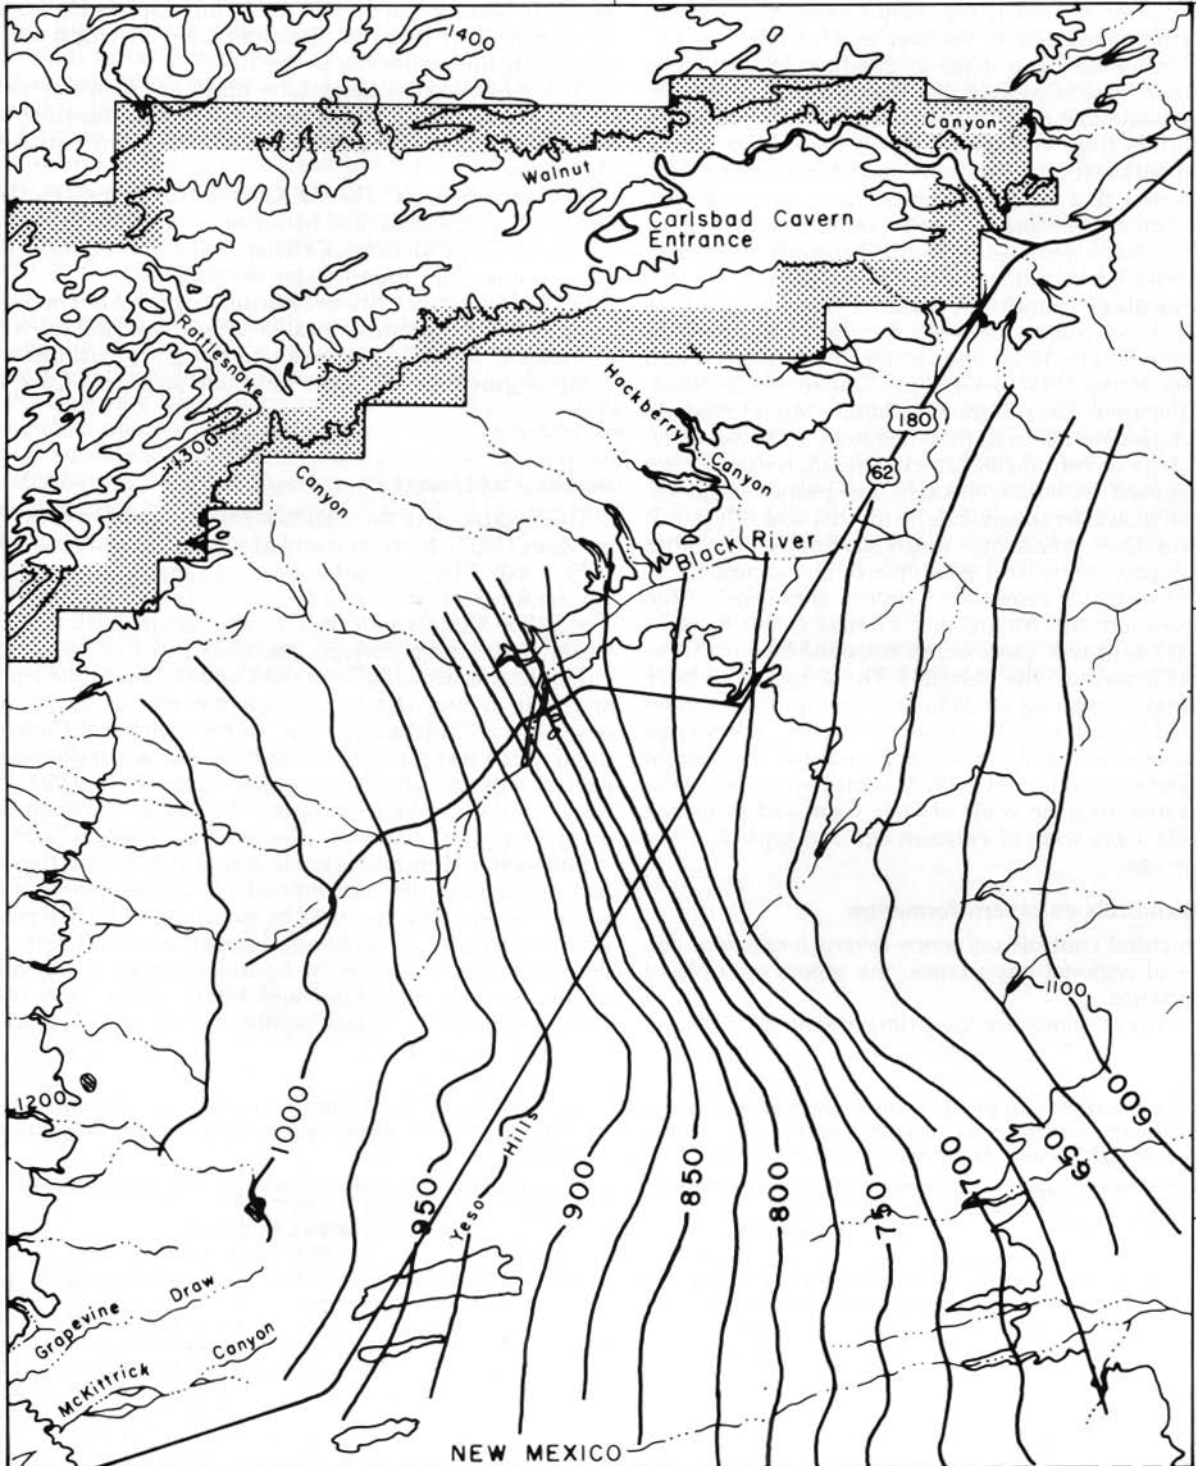 1400
Canyon
Walnut
Carlsbad Cavern
Entrance
Rattlesnake
Canyon
1300
Hackberry
Canyon
180
62
Black River
1100
1200
1000
950
Yeso Hills
900
850
800
750
700
650
600
Grapevine Draw
McKittrick Canyon
NEW MEXICO